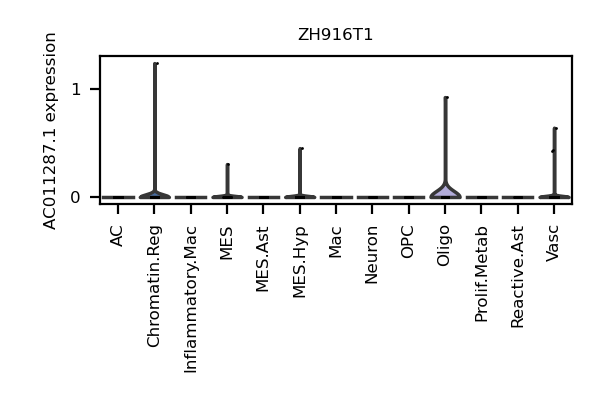 ZH916T1
AC011287.1 expression
1
0
AC
Chromatin.Reg
Inflammatory.Mac
MES
MES.Ast
MES.Hyp
Mac
Neuron
OPC
Oligo
Prolif.Metab
Reactive.Ast
Vasc